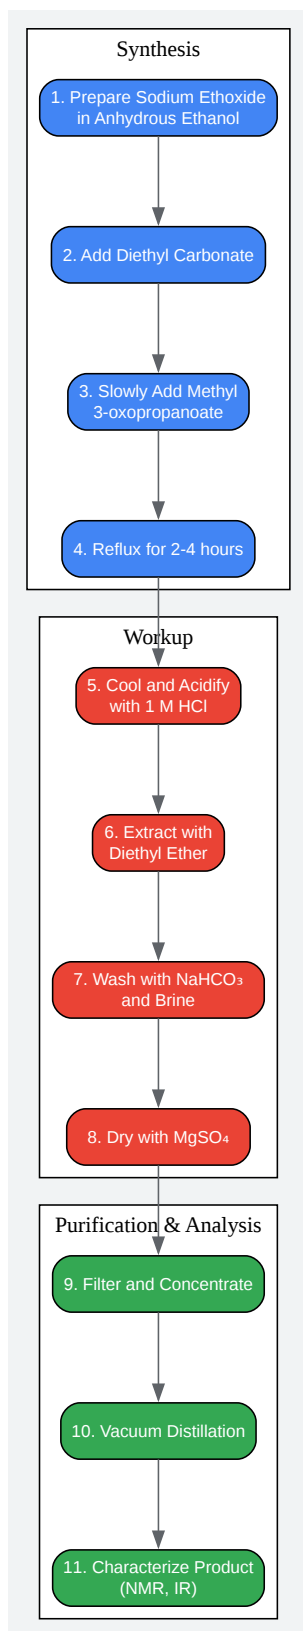 Synthesis
1. Prepare Sodium Ethoxide
in Anhydrous Ethanol
2. Add Diethyl Carbonate
3. Slowly Add Methyl
3-oxopropanoate
4. Reflux for 2-4 hours
Workup
5. Cool and Acidify
with 1 M HCl
6. Extract with
Diethyl Ether
7. Wash with NaHCO₃
and Brine
8. Dry with MgSO₄
Purification & Analysis
9. Filter and Concentrate
10. Vacuum Distillation
11. Characterize Product
(NMR, IR)